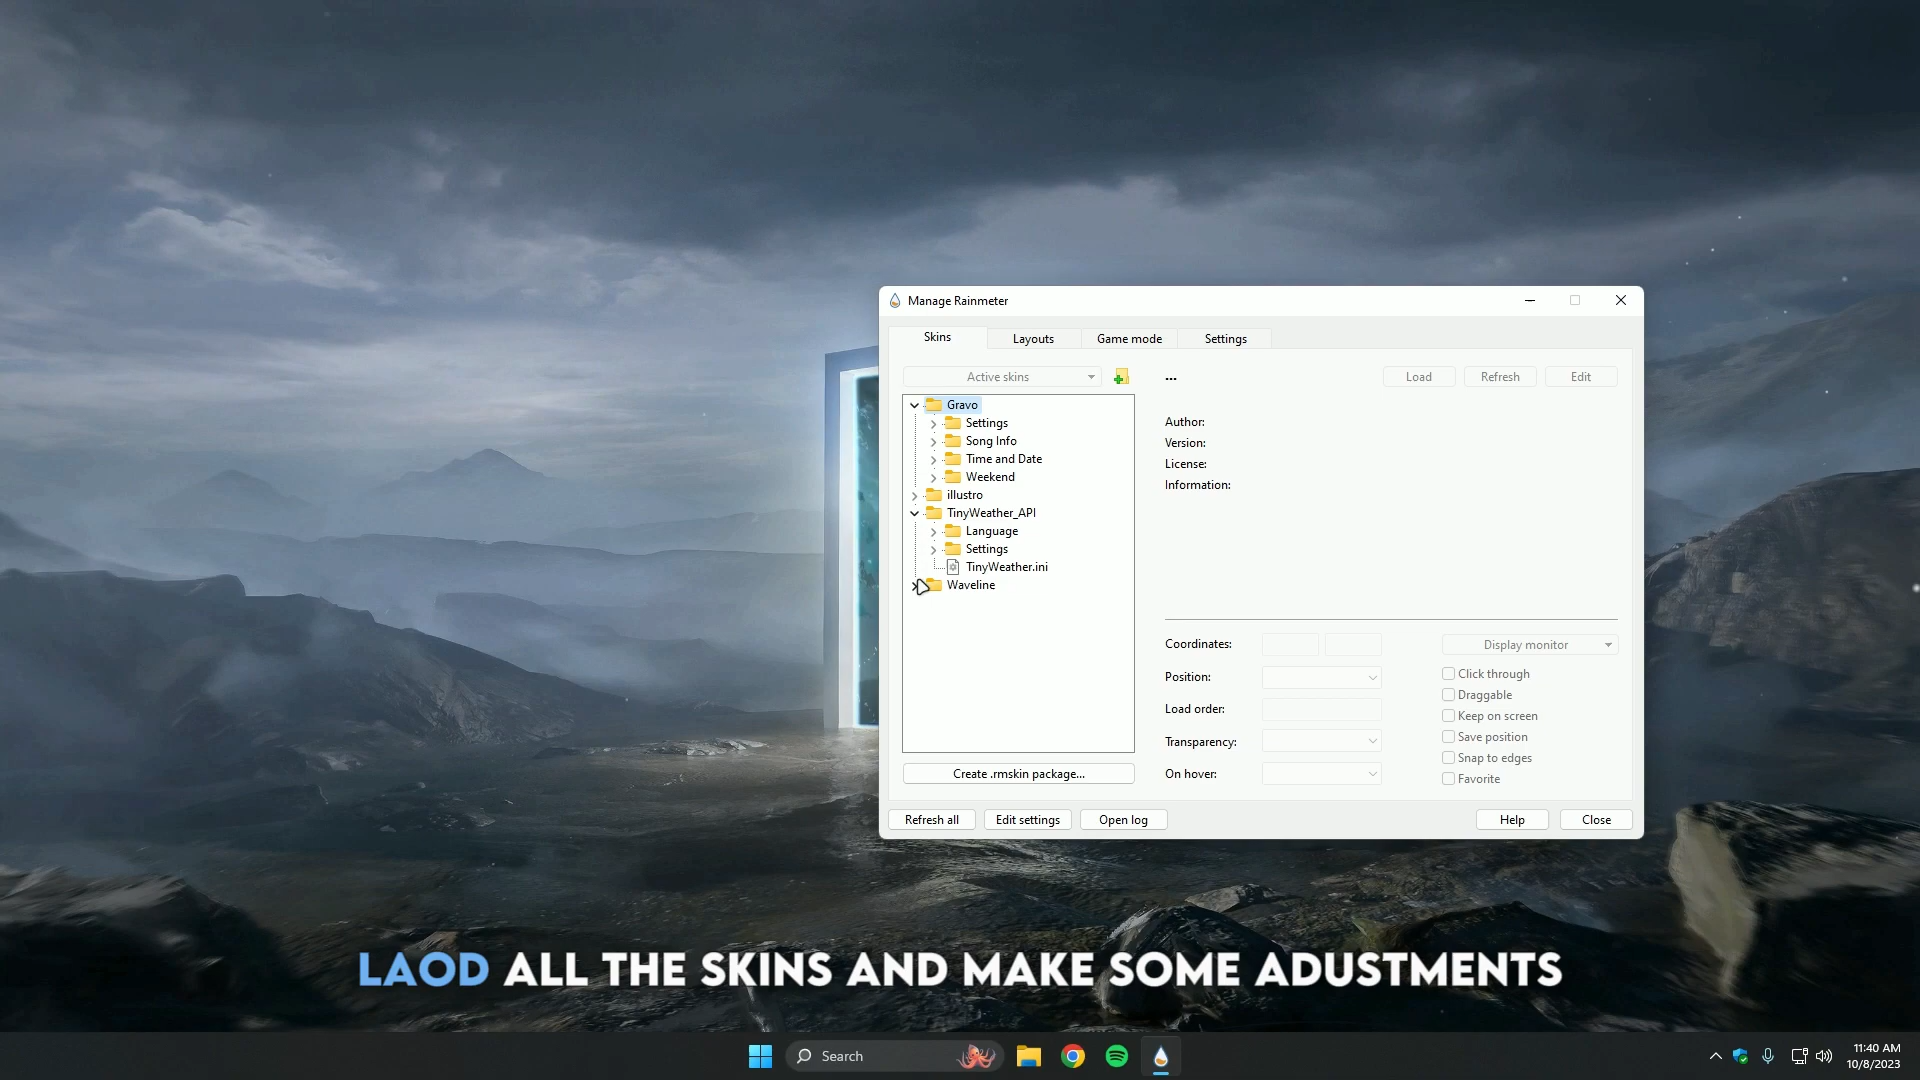 Manage Rainmeter
Skins
Layouts
Game mode
Settings
Active skins
...
Load
Refresh
Edit
Gravo
Settings
Song Info
Time and Date
Weekend
illustro
TinyWeather_API
Language
Settings
TinyWeather.ini
Waveline
Create .rmskin package...
Author:
Version:
License:
Information:
Coordinates:
Position:
Load order:
Transparency:
On hover:
Display monitor
Click through
Draggable
Keep on screen
Save position
Snap to edges
Favorite
Refresh all
Edit settings
Open log
Help
Close
LAOD ALL THE SKINS AND MAKE SOME ADUSTMENTS
Search
11:40 AM
10/8/2023